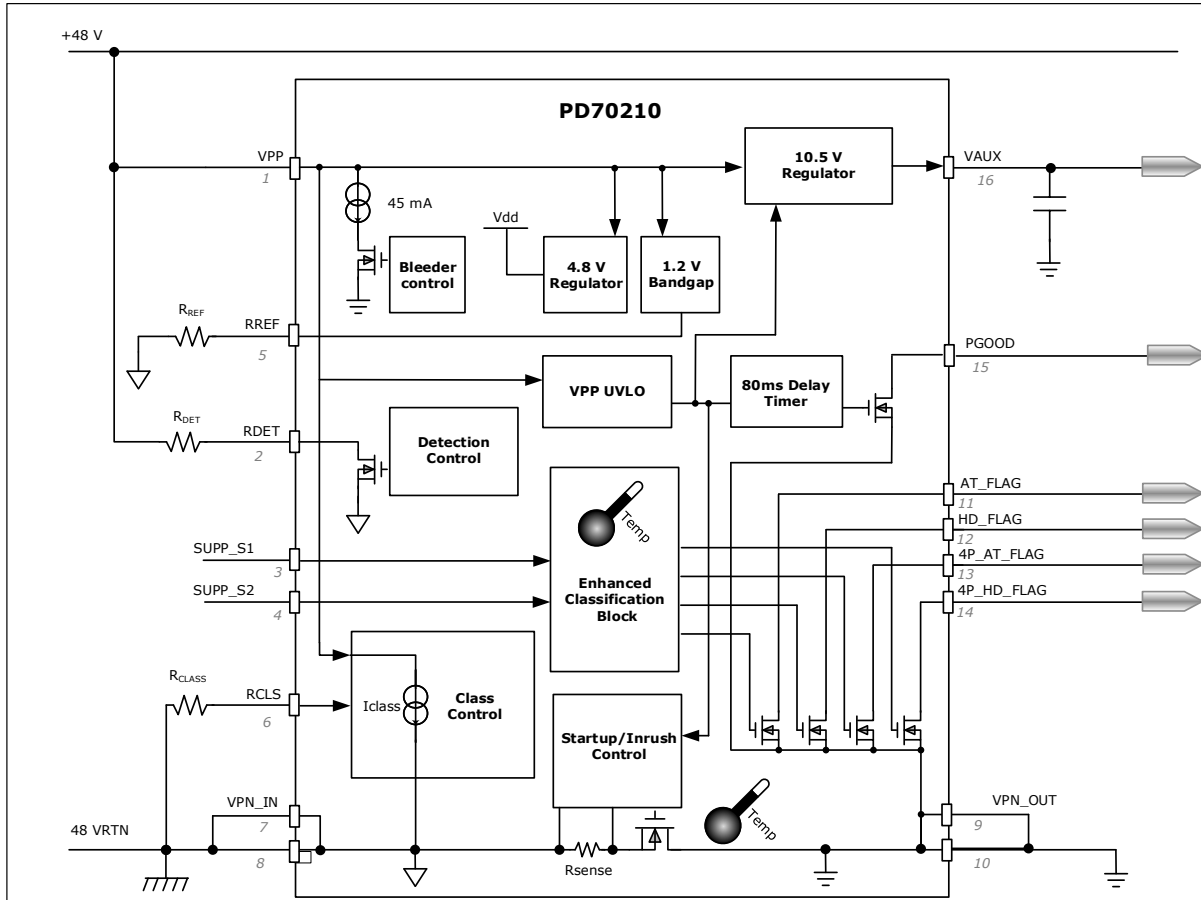 +48 V
PD70210
VPP
1
45 mA
Bleeder
control
Vdd
4.8 V
Regulator
1.2 V
Bandgap
10.5 V
Regulator
VAUX
16
RREF
RREF
5
VPP UVLO
80ms Delay
Timer
PGOOD
15
RDET
RDET
2
Detection
Control
Temp
Enhanced
Classification
Block
AT_FLAG
11
HD_FLAG
12
4P_AT_FLAG
13
4P_HD_FLAG
14
SUPP_S1
3
SUPP_S2
4
RCLASS
RCLS
6
Iclass
Class
Control
Startup/Inrush
Control
Temp
VPN_IN
7
48 VRTN
8
Rsense
VPN_OUT
9
10